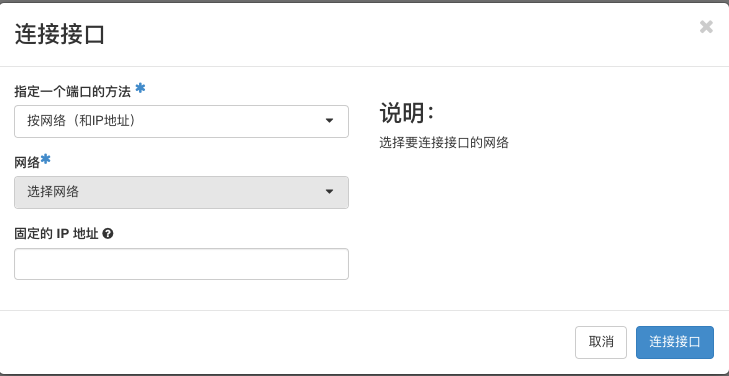 连接接口
指定一个端口的方法
按网络（和IP地址）
网络
选择网络
固定的 IP 地址
说明：
选择要连接接口的网络
取消
连接接口